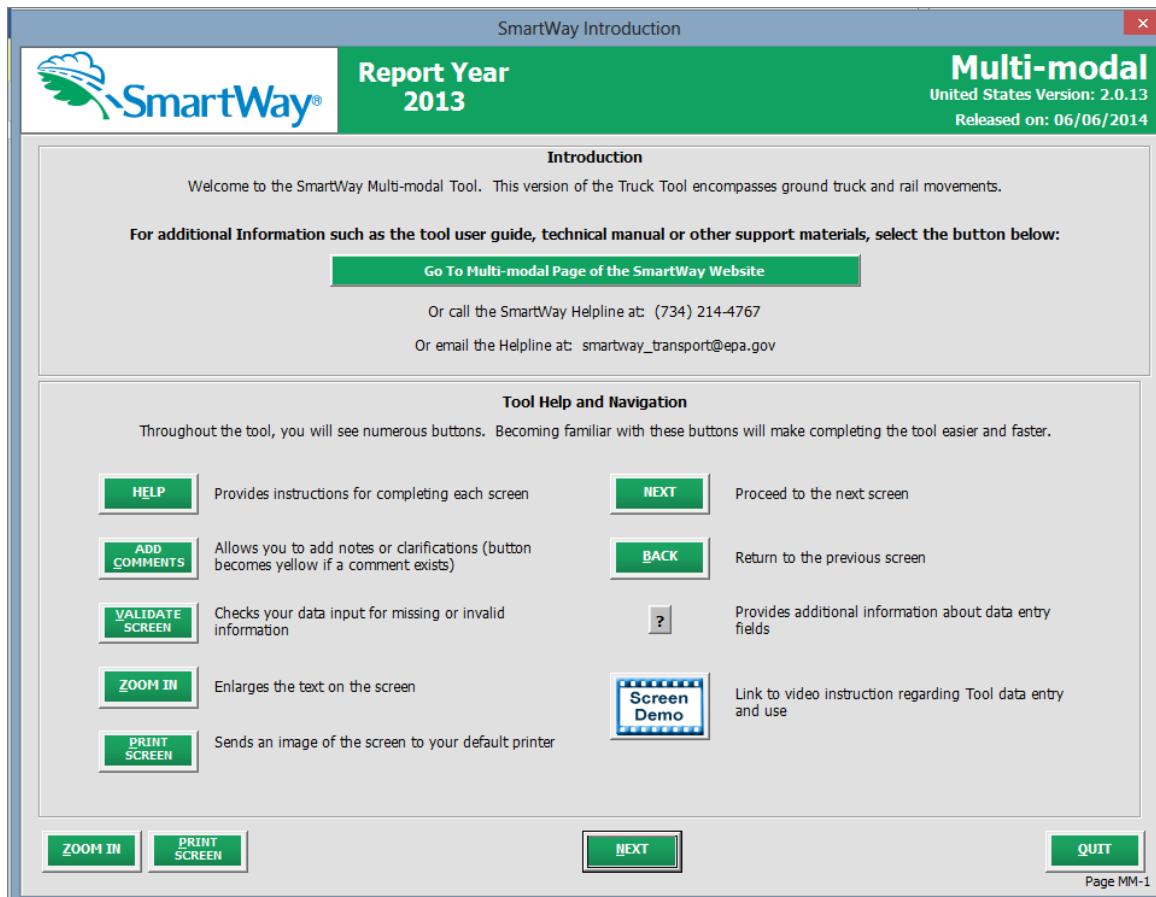 SmartWay Introduction
SmartWay®
Report Year
2013
Multi-modal
United States Version: 2.0.13
Released on: 06/06/2014
Introduction
Welcome to the SmartWay Multi-modal Tool. This version of the Truck Tool encompasses ground truck and rail movements.
For additional Information such as the tool user guide, technical manual or other support materials, select the button below:
Go To Multi-modal Page of the SmartWay Website
Or call the SmartWay Helpline at: (734) 214-4767
Or email the Helpline at: smartway_transport@epa.gov
Tool Help and Navigation
Throughout the tool, you will see numerous buttons. Becoming familiar with these buttons will make completing the tool easier and faster.
HELP
Provides instructions for completing each screen
NEXT
Proceed to the next screen
ADD
COMMENTS
Allows you to add notes or clarifications (button
becomes yellow if a comment exists)
BACK
Return to the previous screen
VALIDATE
SCREEN
Checks your data input for missing or invalid
information
?
Provides additional information about data entry
fields
ZOOM IN
Enlarges the text on the screen
Screen
Demo
Link to video instruction regarding Tool data entry
and use
PRINT
SCREEN
Sends an image of the screen to your default printer
ZOOM IN
PRINT
SCREEN
NEXT
QUIT
Page MM-1